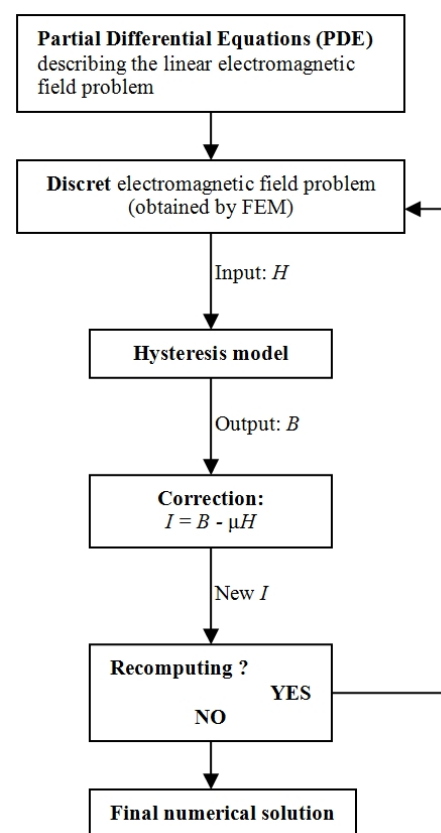 Partial Differential Equations (PDE)
describing the linear electromagnetic
field problem
Discret electromagnetic field problem
(obtained by FEM)
Input: H
Hysteresis model
Output: B
Correction:
I = B - μH
New I
Recomputing ?
YES
NO
Final numerical solution